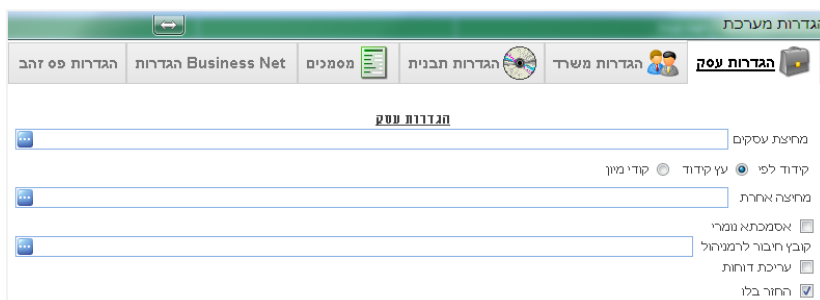 הגדרות מערכת
הגדרות עסק הגדרות משרד הגדרות תבנית מסמכים הגדרות Business Net הגדרות פס זהב
הגדרות עסק
מחיצת עסקים
קידוד לפי עץ קידוד קודי מיון
מחיצה אחרת
אסמכתא נומרי
קובץ חיבור לרמניהול
עריכת דוחות
החזר בלו